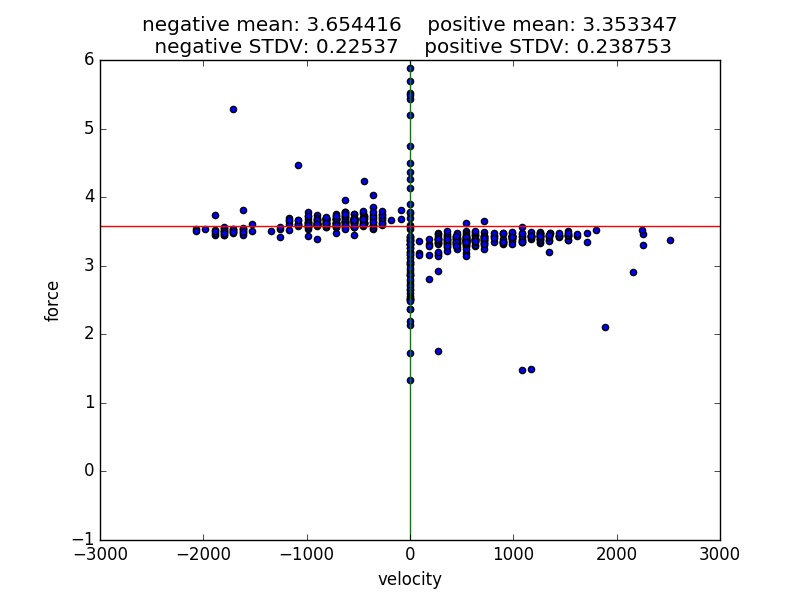 negative mean: 3.654416 positive mean: 3.353347
negative STDV: 0.22537 positive STDV: 0.238753
6
5
4
3
2
1
0
−1
force
−3000 −2000 −1000 0 1000 2000 3000
velocity